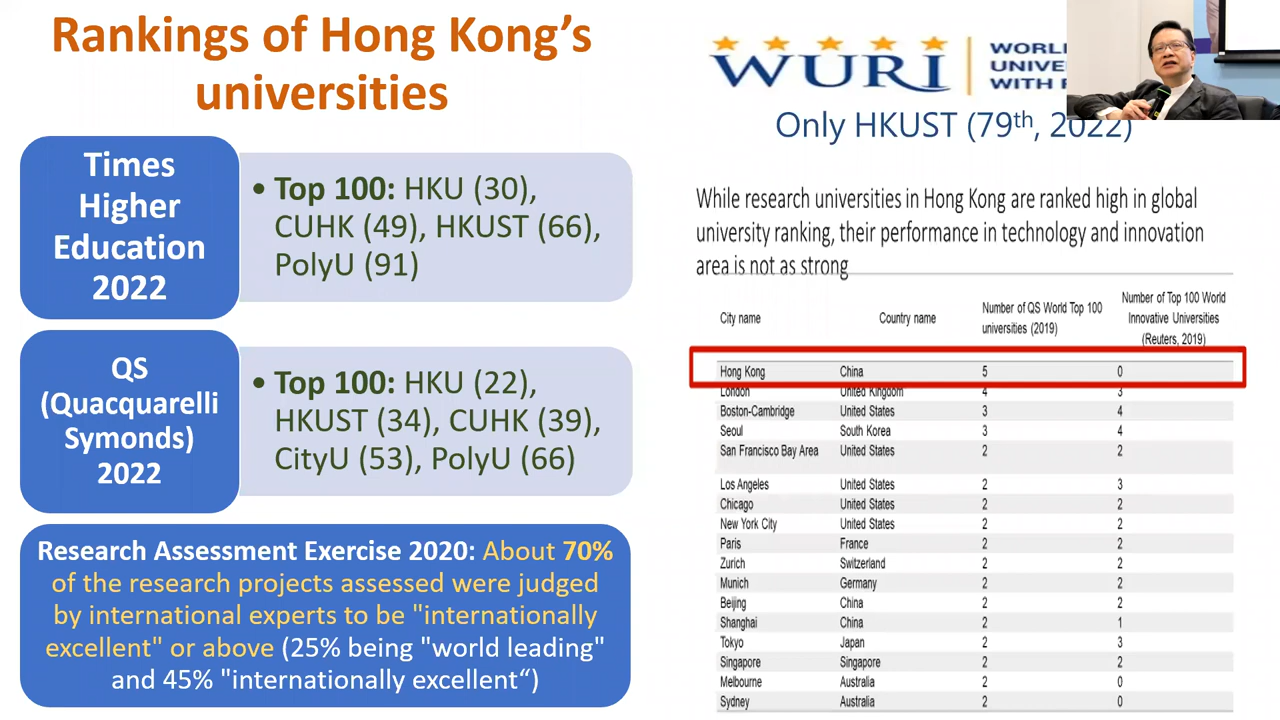 Rankings of Hong Kong’s
universities
Times
Higher
Education
2022
• Top 100: HKU (30),
CUHK (49), HKUST (66),
PolyU (91)
QS
(Quacquarelli
Symonds)
2022
• Top 100: HKU (22),
HKUST (34), CUHK (39),
CityU (53), PolyU (66)
Research Assessment Exercise 2020: About 70%
of the research projects assessed were judged
by international experts to be "internationally
excellent" or above (25% being "world leading"
and 45% "internationally excellent“)
WURI
WORL
UNIVER
WITH
Only HKUST (79th, 2022)
While research universities in Hong Kong are ranked high in global
university ranking, their performance in technology and innovation
area is not as strong
City name Country name Number of QS World Top 100 universities (2019) Number of Top 100 World Innovative Universities (Reuters, 2019)
Hong Kong China 5 0
London United Kingdom 4 3
Boston-Cambridge United States 3 4
Seoul South Korea 3 4
San Francisco Bay Area United States 2 2
Los Angeles United States 2 3
Chicago United States 2 2
New York City United States 2 2
Paris France 2 2
Zurich Switzerland 2 2
Munich Germany 2 2
Beijing China 2 2
Shanghai China 2 1
Tokyo Japan 2 3
Singapore Singapore 2 2
Melbourne Australia 2 0
Sydney Australia 2 0